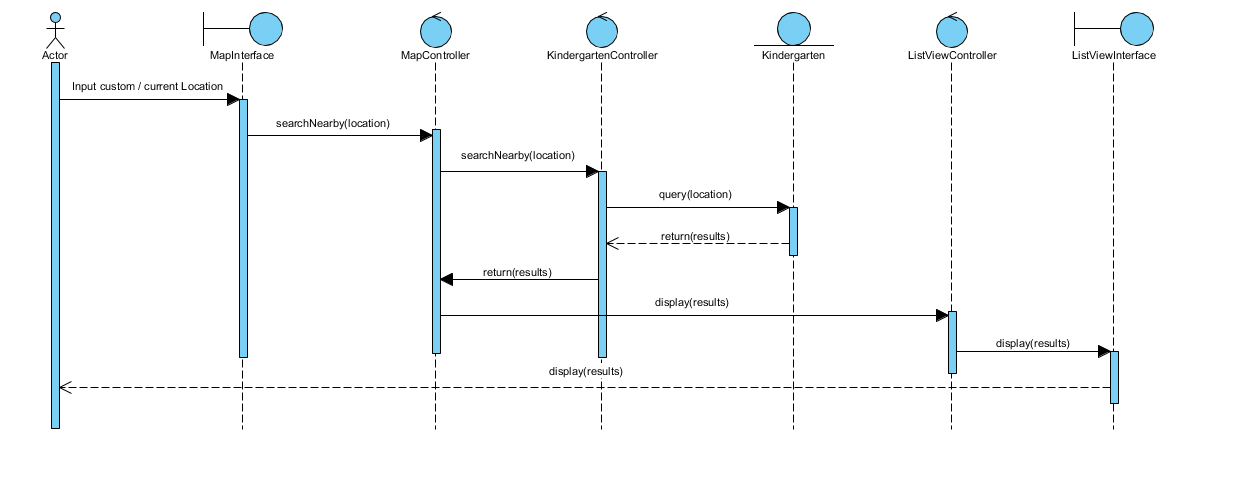 Actor
MapInterface
MapController
KindergartenController
Kindergarten
ListViewController
ListViewInterface
Input custom / current Location
searchNearby(location)
searchNearby(location)
query(location)
return(results)
return(results)
display(results)
display(results)
display(results)